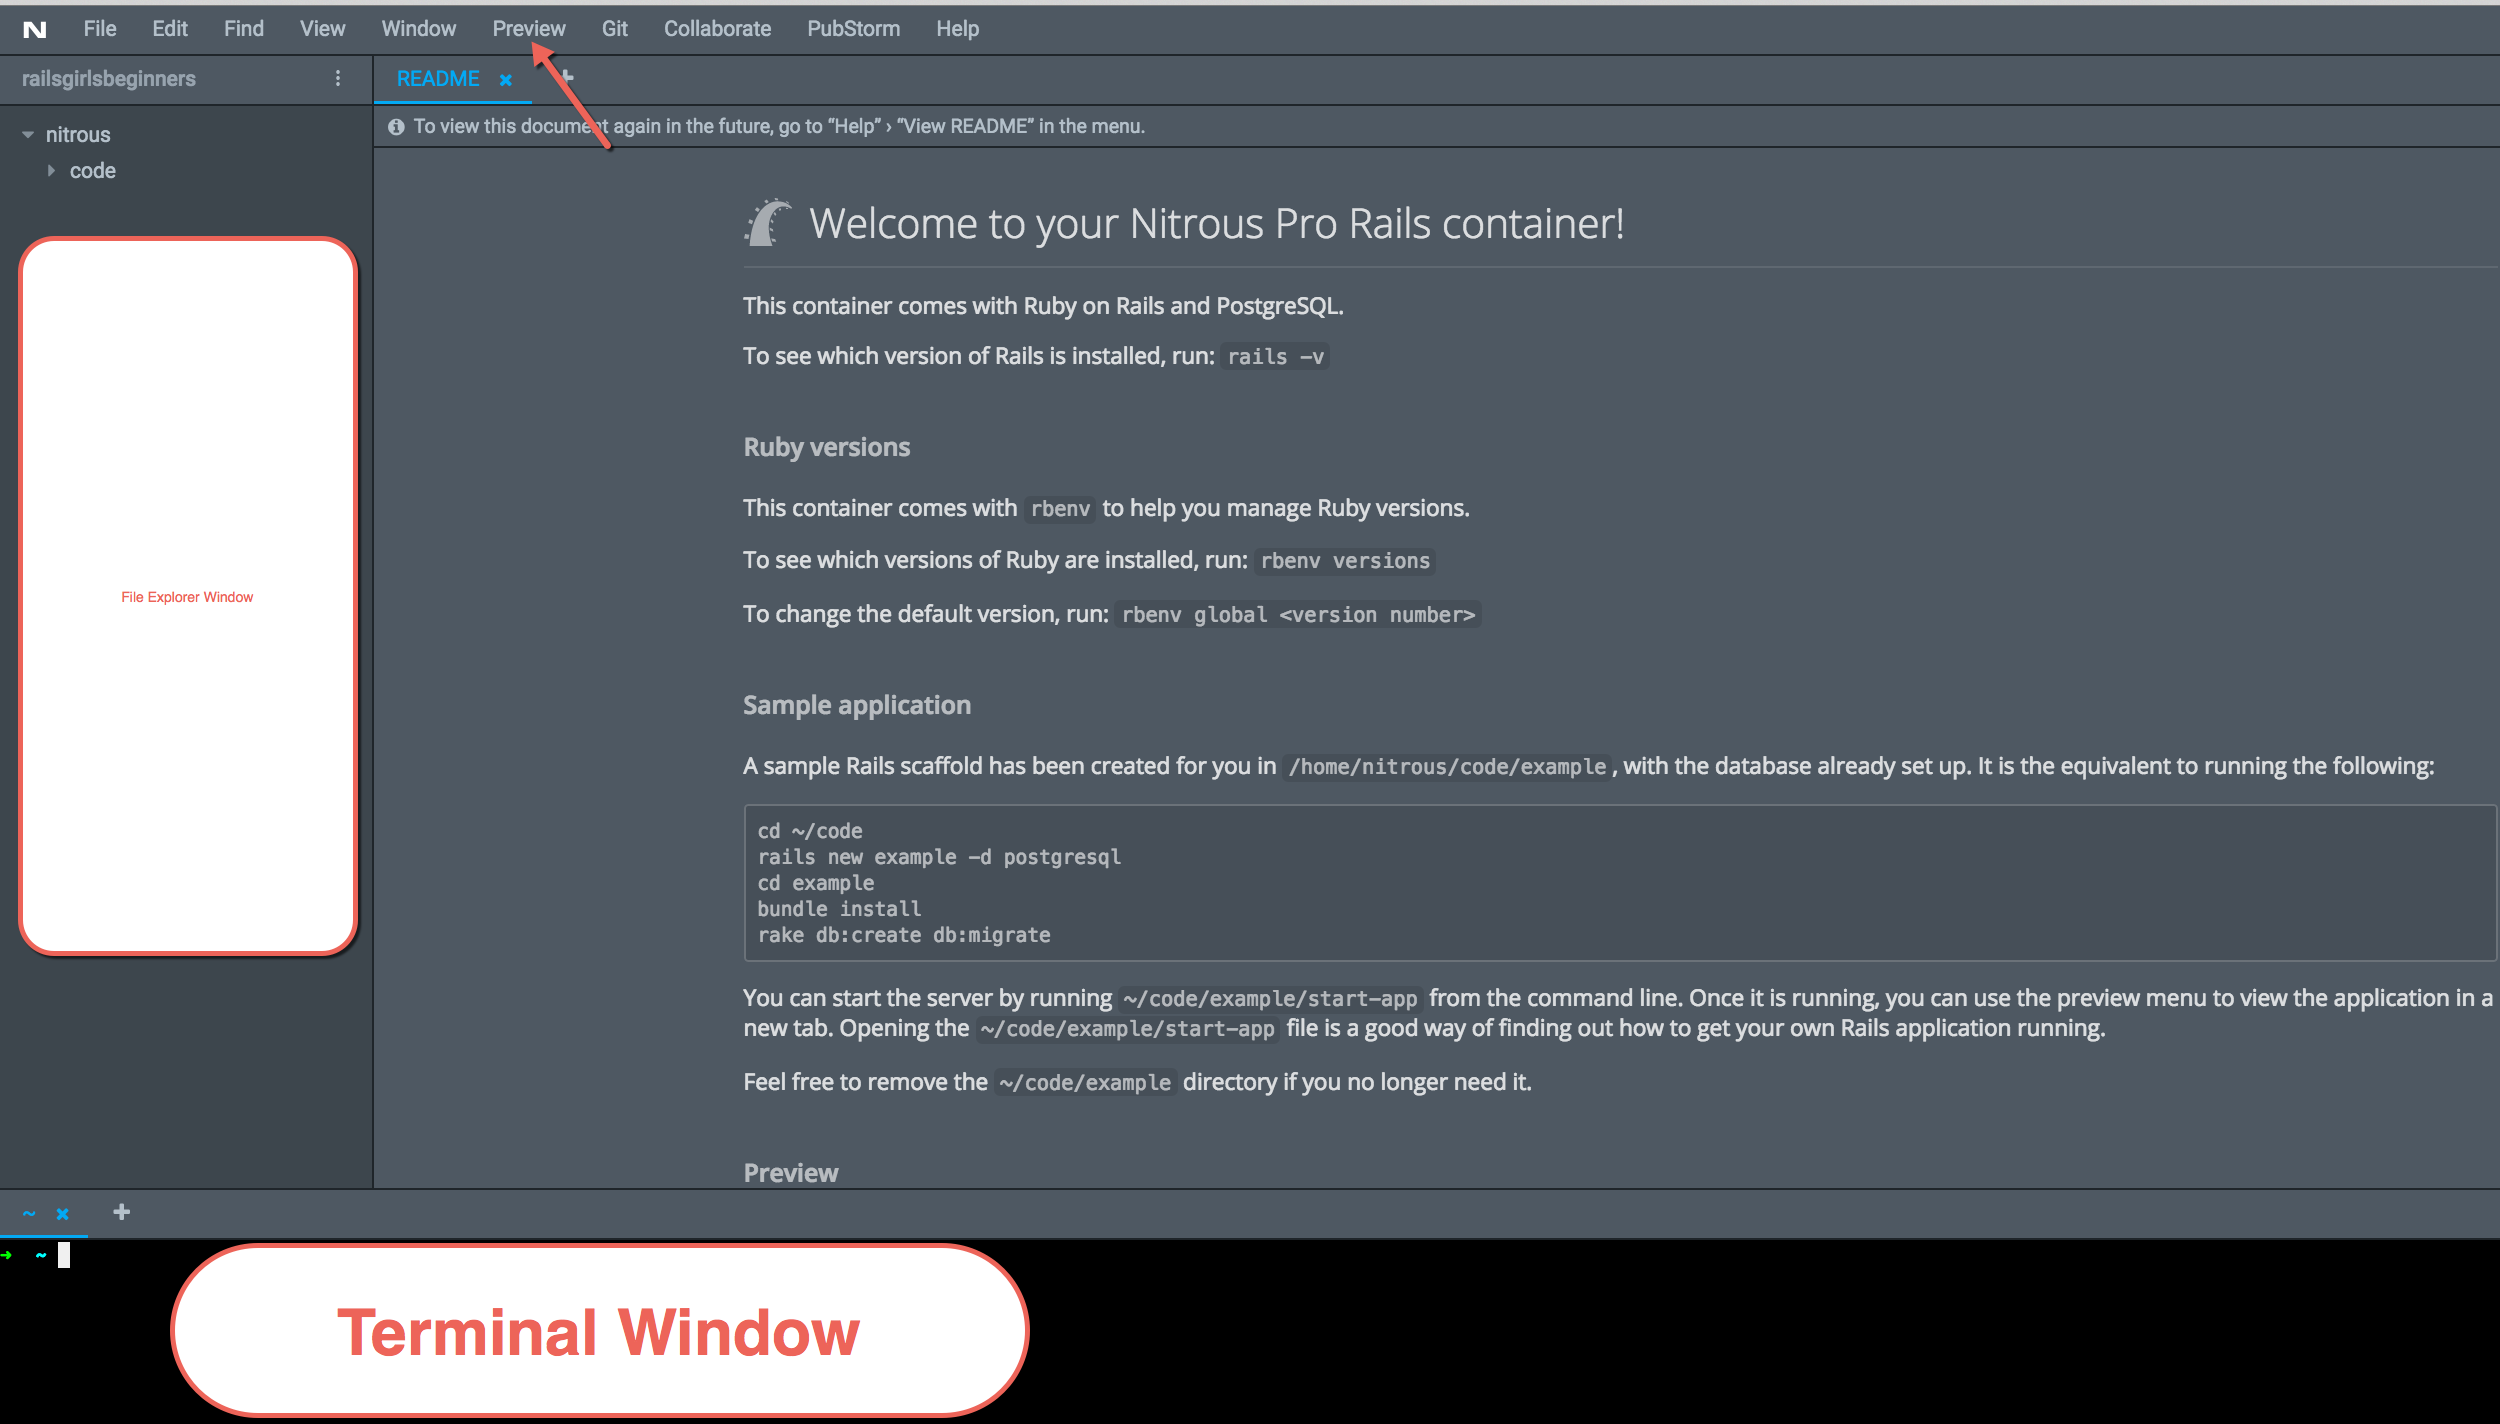 N File Edit Find View Window Preview Git Collaborate PubStorm Help
railsgirlsbeginners
README
nitrous
code
To view this document again in the future, go to “Help” › “View README” in the menu.
Welcome to your Nitrous Pro Rails container!
This container comes with Ruby on Rails and PostgreSQL.
To see which version of Rails is installed, run: rails -v
Ruby versions
This container comes with rbenv to help you manage Ruby versions.
To see which versions of Ruby are installed, run: rbenv versions
To change the default version, run: rbenv global <version number>
File Explorer Window
Sample application
A sample Rails scaffold has been created for you in /home/nitrous/code/example, with the database already set up. It is the equivalent to running the following:
cd ~/code
rails new example -d postgresql
cd example
bundle install
rake db:create db:migrate
You can start the server by running ~/code/example/start-app from the command line. Once it is running, you can use the preview menu to view the application in a
new tab. Opening the ~/code/example/start-app file is a good way of finding out how to get your own Rails application running.
Feel free to remove the ~/code/example directory if you no longer need it.
Preview
~
➜ ~
Terminal Window